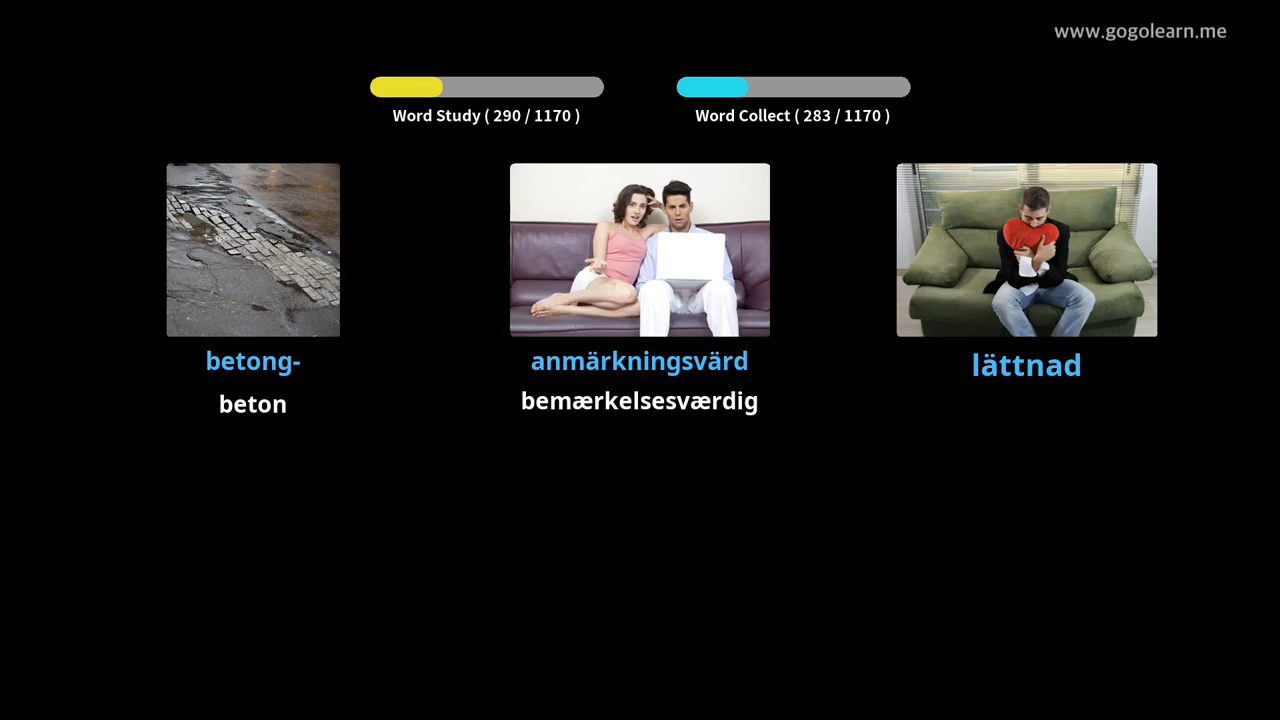 www.gogolearn.me
Word Study ( 290 / 1170 )
Word Collect ( 283 / 1170 )
betong-
beton
anmärkningsvärd
bemærkelsesværdig
lättnad